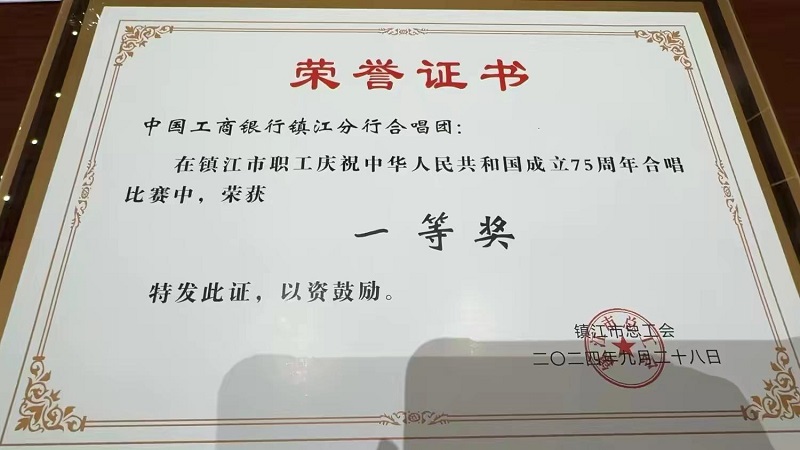 荣誉证书
中国工商银行镇江分行合唱团：
在镇江市职工庆祝中华人民共和国成立75周年合唱
比赛中，荣获
一等奖
特发此证，以资鼓励。
镇江市总工会
二〇二四年九月二十八日